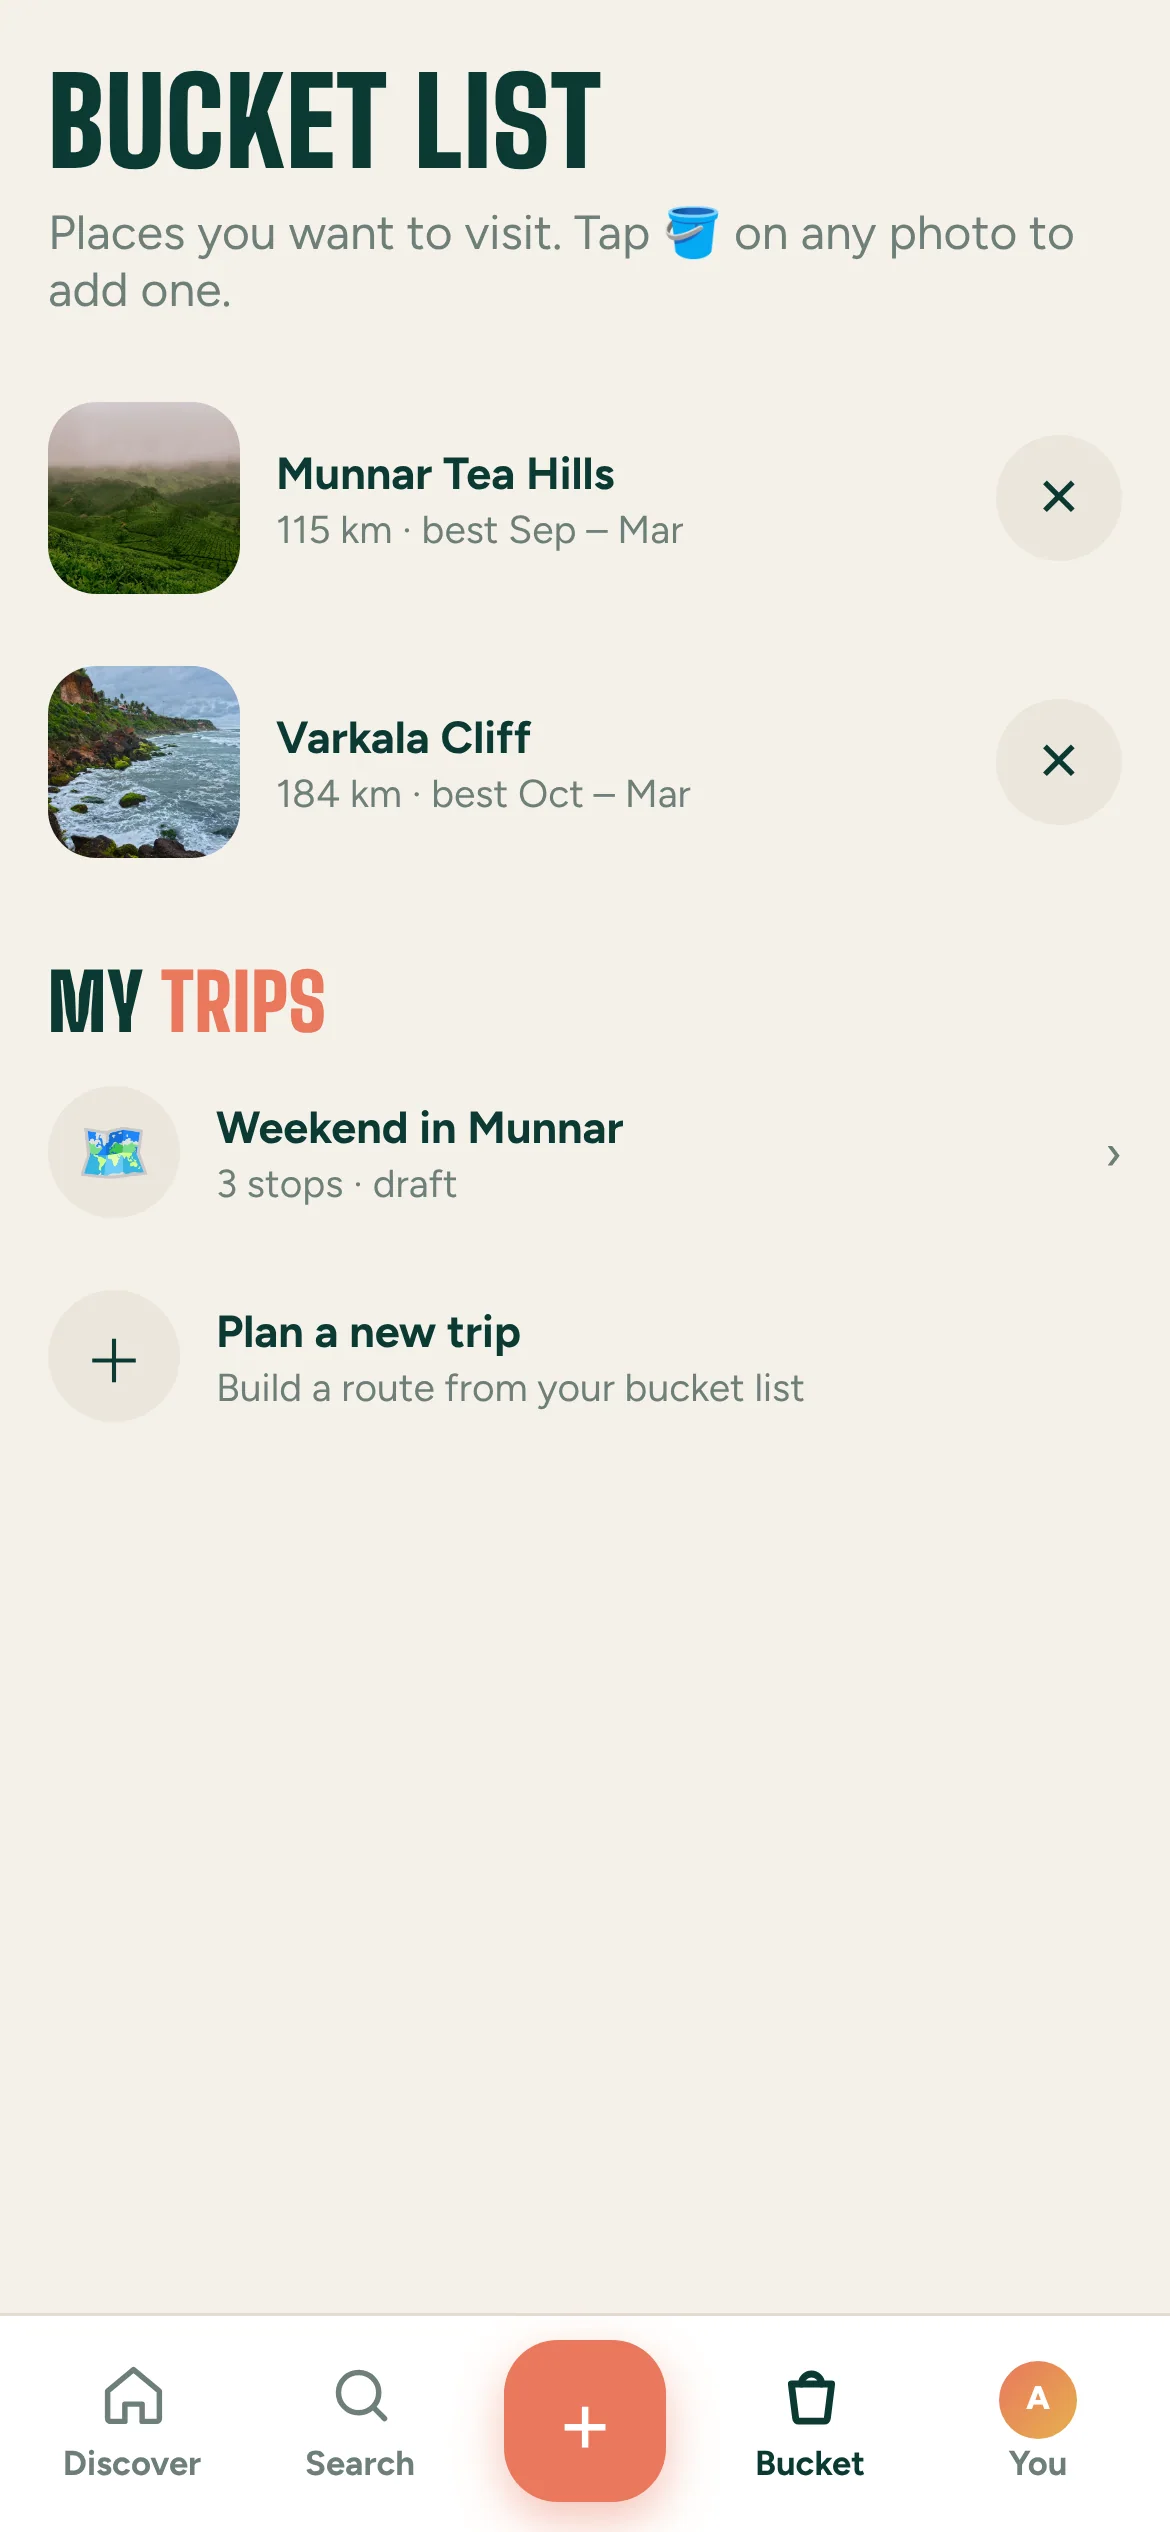 BUCKET LIST
Places you want to visit. Tap 🪣 on any photo to
add one.
Munnar Tea Hills
115 km · best Sep – Mar
Varkala Cliff
184 km · best Oct – Mar
MY TRIPS
Weekend in Munnar
3 stops · draft
Plan a new trip
Build a route from your bucket list
Discover
Search
Bucket
A
You